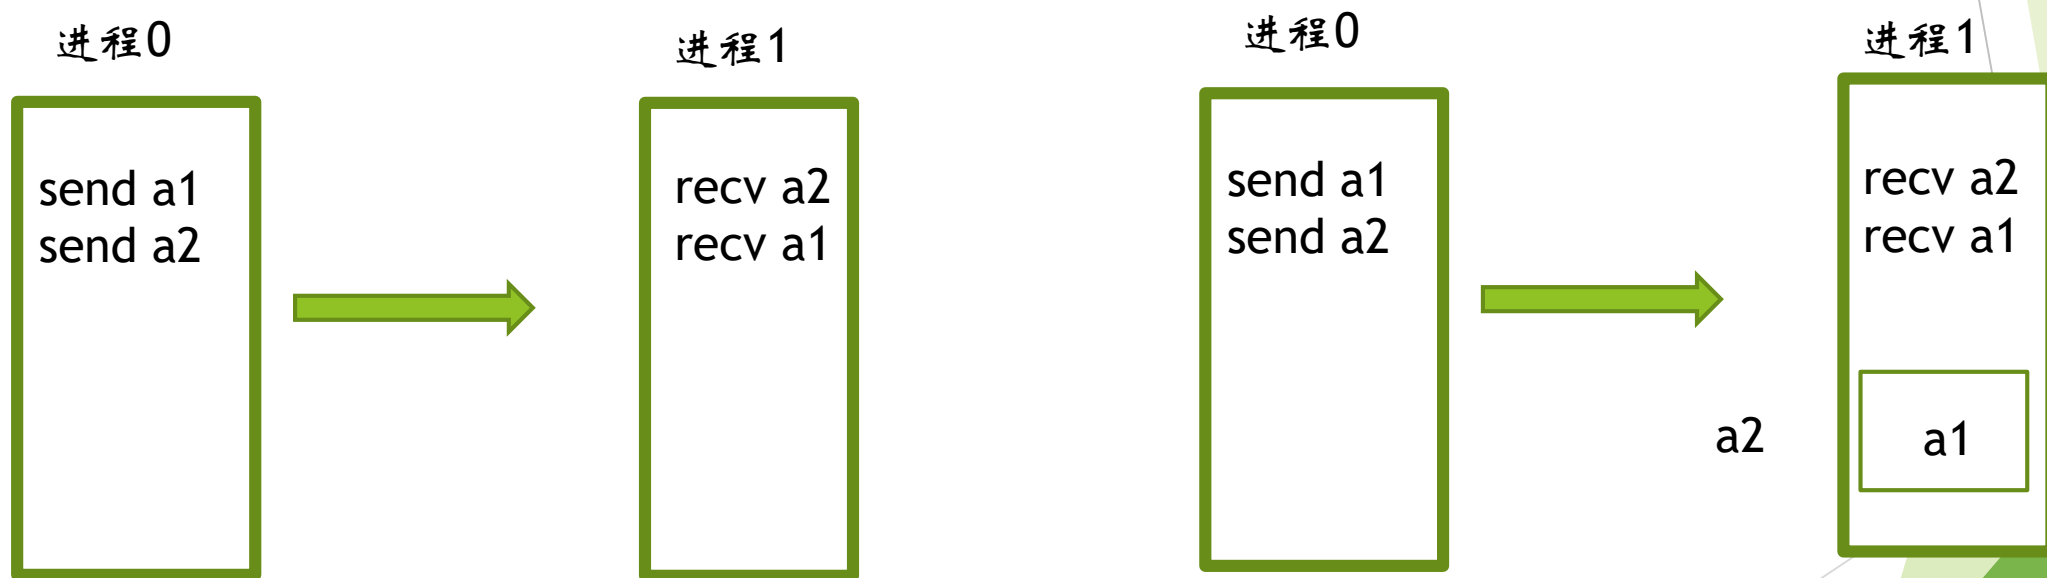 进程0
send a1
send a2
进程1
recv a2
recv a1
进程0
send a1
send a2
进程1
recv a2
recv a1
a2
a1